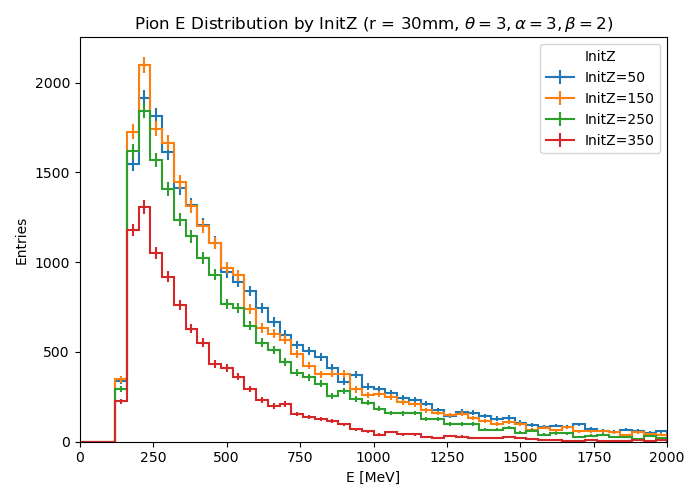 Pion E Distribution by InitZ (r = 30mm, θ = 3, α = 3, β = 2)
InitZ
InitZ=50
InitZ=150
InitZ=250
InitZ=350
Entries
2000
1500
1000
500
0
0 250 500 750 1000 1250 1500 1750 2000
E [MeV]